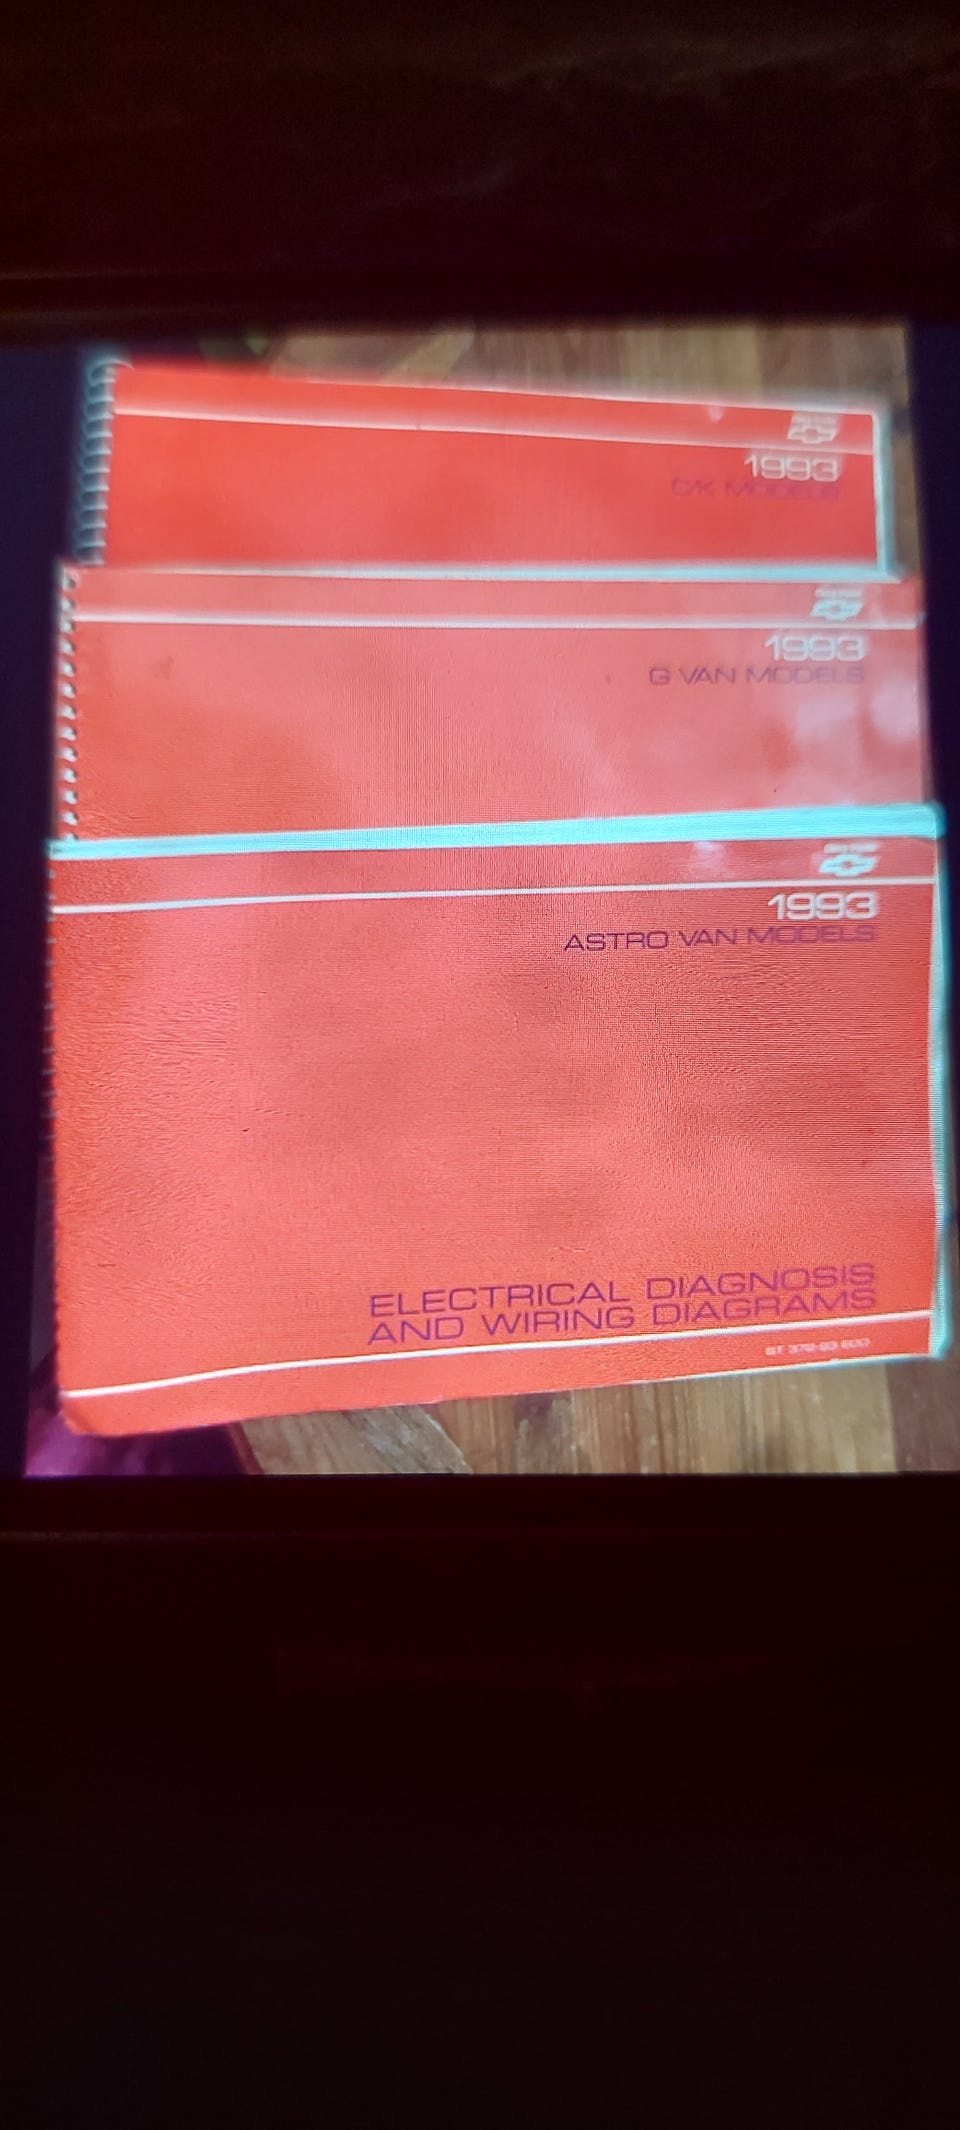 1993
C/K MODELS
1993
G VAN MODELS
1993
ASTRO VAN MODELS
ELECTRICAL DIAGNOSIS
AND WIRING DIAGRAMS